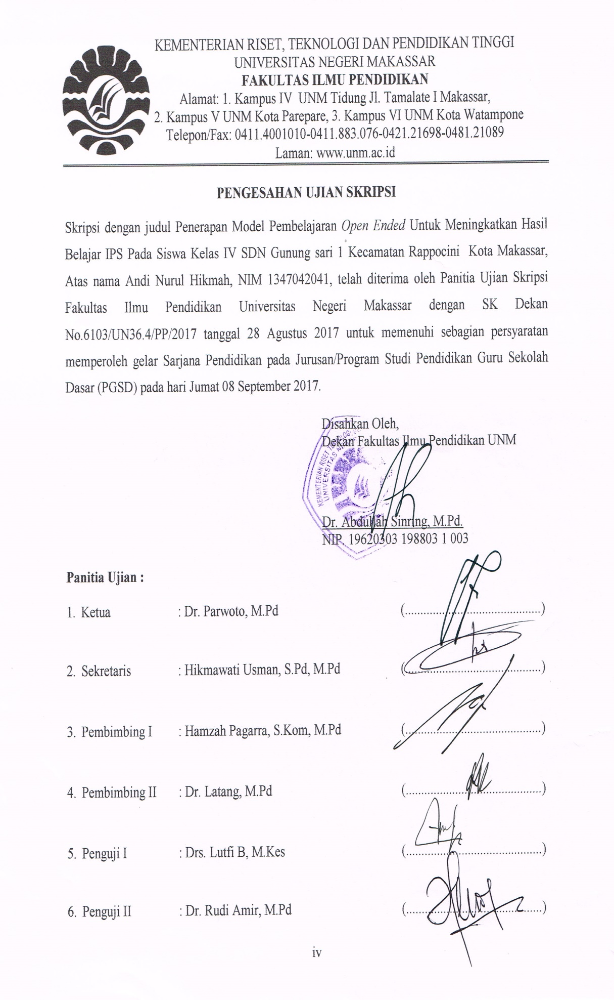 KEMENTERIAN RISET, TEKNOLOGI DAN PENDIDIKAN TINGGI
UNIVERSITAS NEGERI MAKASSAR
FAKULTAS ILMU PENDIDIKAN
Alamat: 1. Kampus IV UNM Tidung Jl. Tamalate I Makassar,
2. Kampus V UNM Kota Parepare, 3. Kampus VI UNM Kota Watampone
Telepon/Fax: 0411.4001010-0411.883.076-0421.21698-0481.21089
Laman: www.unm.ac.id
PENGESAHAN UJIAN SKRIPSI
Skripsi dengan judul Penerapan Model Pembelajaran Open Ended Untuk Meningkatkan Hasil
Belajar IPS Pada Siswa Kelas IV SDN Gunung sari 1 Kecamatan Rappocini Kota Makassar,
Atas nama Andi Nurul Hikmah, NIM 1347042041, telah diterima oleh Panitia Ujian Skripsi
Fakultas Ilmu Pendidikan Universitas Negeri Makassar dengan SK Dekan
No.6103/UN36.4/PP/2017 tanggal 28 Agustus 2017 untuk memenuhi sebagian persyaratan
memperoleh gelar Sarjana Pendidikan pada Jurusan/Program Studi Pendidikan Guru Sekolah
Dasar (PGSD) pada hari Jumat 08 September 2017.
Disahkan Oleh,
Dekan Fakultas Ilmu Pendidikan UNM
KEMENTERIAN RISET
UNIVERSITAS
Dr. Abdullah Sinring, M.Pd.
NIP. 19620303 198803 1 003
Panitia Ujian :
1. Ketua : Dr. Parwoto, M.Pd (........................................)
2. Sekretaris : Hikmawati Usman, S.Pd, M.Pd (........................................)
3. Pembimbing I : Hamzah Pagarra, S.Kom, M.Pd (........................................)
4. Pembimbing II : Dr. Latang, M.Pd (........................................)
5. Penguji I : Drs. Lutfi B, M.Kes (........................................)
6. Penguji II : Dr. Rudi Amir, M.Pd (........................................)
iv